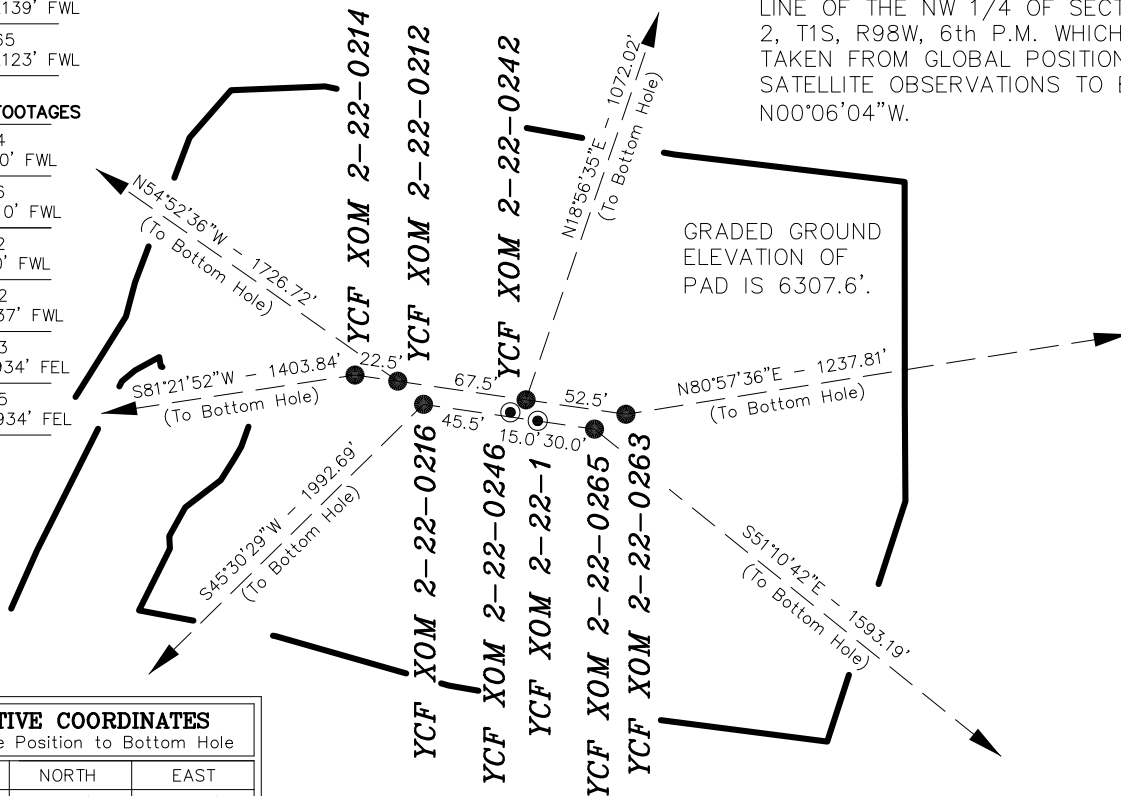 139' FWL
65
123' FWL
FOOTAGES
4
0' FWL
6
0' FWL
2
0' FWL
2
37' FWL
3
934' FEL
5
934' FEL
LINE OF THE NW 1/4 OF SECT
2, T1S, R98W, 6th P.M. WHICH
TAKEN FROM GLOBAL POSITION
SATELLITE OBSERVATIONS TO
N00°06'04"W.
YCF XOM 2-22-0214
YCF XOM 2-22-0212
YCF XOM 2-22-0242
N18°56'35"E - 1072.02'
(To Bottom Hole)
N54°52'36"W - 1726.72'
(To Bottom Hole)
GRADED GROUND
ELEVATION OF
PAD IS 6307.6'.
S81°21'52"W - 1403.84'
(To Bottom Hole)
22.5'
67.5'
52.5'
N80°57'36"E - 1237.81'
(To Bottom Hole)
45.5'
15.0'
30.0'
S45°30'29"W - 1992.69'
(To Bottom Hole)
YCF XOM 2-22-0216
YCF XOM 2-22-0246
YCF XOM 2-22-1
YCF XOM 2-22-0265
YCF XOM 2-22-0263
S51°10'42"E - 1593.19'
(To Bottom Hole)
TIVE COORDINATES
e Position to Bottom Hole
NORTH
EAST